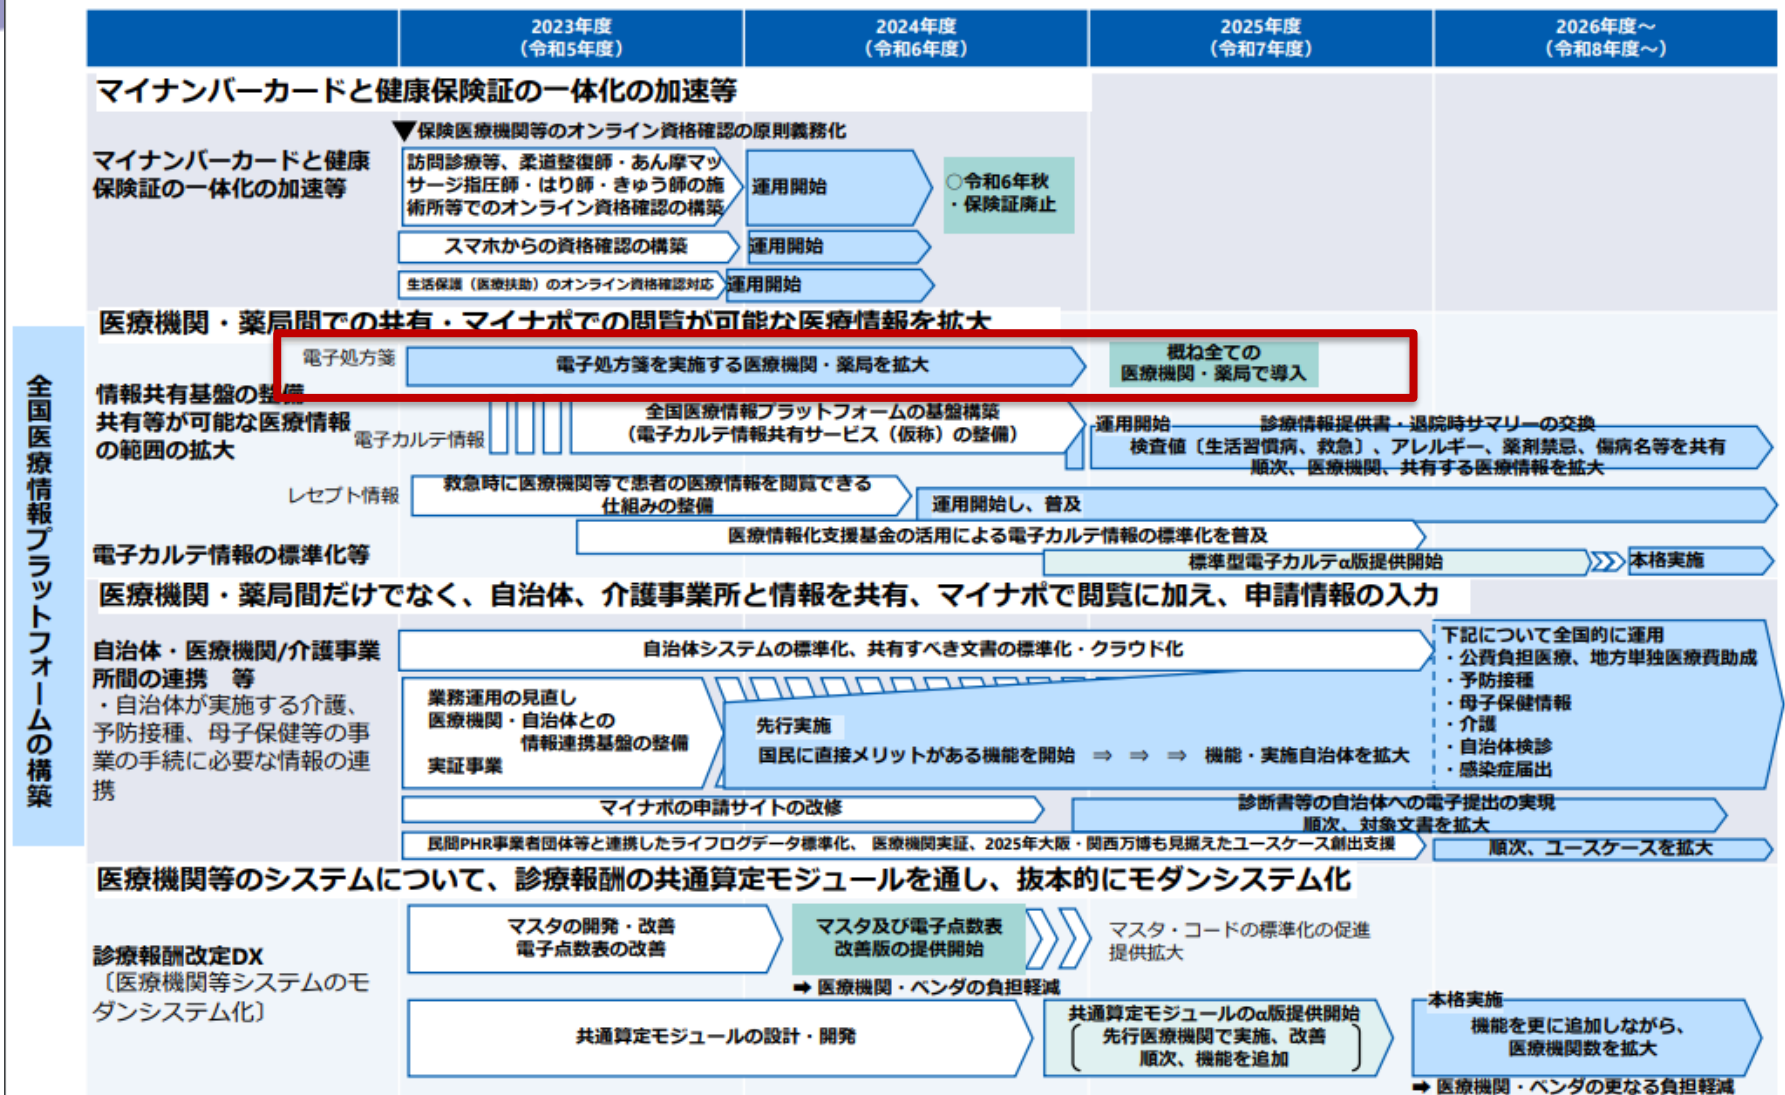 2023年度
（令和5年度）
2024年度
（令和6年度）
2025年度
（令和7年度）
2026年度～
（令和8年度～）
マイナンバーカードと健康保険証の一体化の加速等
▼保険医療機関等のオンライン資格確認の原則義務化
マイナンバーカードと健康
保険証の一体化の加速等
訪問診療等、柔道整復師・あん摩マッ
サージ指圧師・はり師・きゅう師の施
術所等でのオンライン資格確認の構築
運用開始
○令和6年秋
・保険証廃止
スマホからの資格確認の構築
運用開始
生活保護（医療扶助）のオンライン資格確認対応
運用開始
全国医療情報プラットフォームの構築
医療機関・薬局間での共有・マイナポでの閲覧が可能な医療情報を拡大
電子処方箋
電子処方箋を実施する医療機関・薬局を拡大
概ね全ての
医療機関・薬局で導入
情報共有基盤の整備
共有等が可能な医療情報
の範囲の拡大
電子カルテ情報
全国医療情報プラットフォームの基盤構築
（電子カルテ情報共有サービス（仮称）の整備）
運用開始
診療情報提供書・退院時サマリーの交換
検査値〔生活習慣病、救急〕、アレルギー、薬剤禁忌、傷病名等を共有
順次、医療機関、共有する医療情報を拡大
レセプト情報
救急時に医療機関等で患者の医療情報を閲覧できる
仕組みの整備
運用開始し、普及
電子カルテ情報の標準化等
医療情報化支援基金の活用による電子カルテ情報の標準化を普及
標準型電子カルテα版提供開始
本格実施
医療機関・薬局間だけでなく、自治体、介護事業所と情報を共有、マイナポで閲覧に加え、申請情報の入力
自治体・医療機関/介護事業
所間の連携　等
・自治体が実施する介護、
予防接種、母子保健等の事
業の手続に必要な情報の連
携
自治体システムの標準化、共有すべき文書の標準化・クラウド化
業務運用の見直し
医療機関・自治体との
情報連携基盤の整備
実証事業
先行実施
国民に直接メリットがある機能を開始　⇒　⇒　⇒　機能・実施自治体を拡大
下記について全国的に運用
・公費負担医療、地方単独医療費助成
・予防接種
・母子保健情報
・介護
・自治体検診
・感染症届出
マイナポの申請サイトの改修
診断書等の自治体への電子提出の実現
順次、対象文書を拡大
民間PHR事業者団体等と連携したライフログデータ標準化、 医療機関実証、2025年大阪・関西万博も見据えたユースケース創出支援
順次、ユースケースを拡大
医療機関等のシステムについて、診療報酬の共通算定モジュールを通し、抜本的にモダンシステム化
診療報酬改定DX
〔医療機関等システムのモ
ダンシステム化〕
マスタの開発・改善
電子点数表の改善
マスタ及び電子点数表
改善版の提供開始
マスタ・コードの標準化の促進
提供拡大
➡ 医療機関・ベンダの負担軽減
共通算定モジュールの設計・開発
共通算定モジュールのα版提供開始
先行医療機関で実施、改善
順次、機能を追加
本格実施
機能を更に追加しながら、
医療機関数を拡大
➡ 医療機関・ベンダの更なる負担軽減